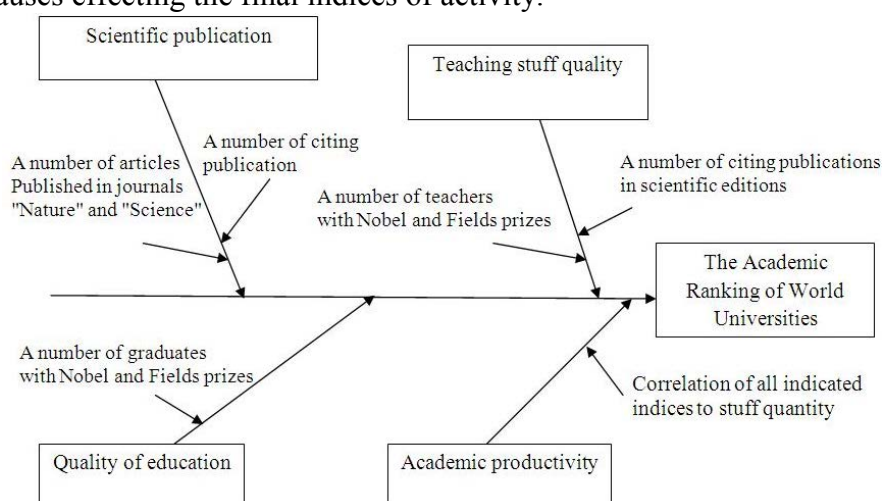 effecting the final indices of activity.
Scientific publication
Teaching stuff quality
A number of citing
publication
A number of articles
Published in journals
"Nature" and "Science"
A number of citing publications
in scientific editions
A number of teachers
with Nobel and Fields prizes
The Academic
Ranking of World
Universities
A number of graduates
with Nobel and Fields prizes
Correlation of all indicated
indices to stuff quantity
Quality of education
Academic productivity